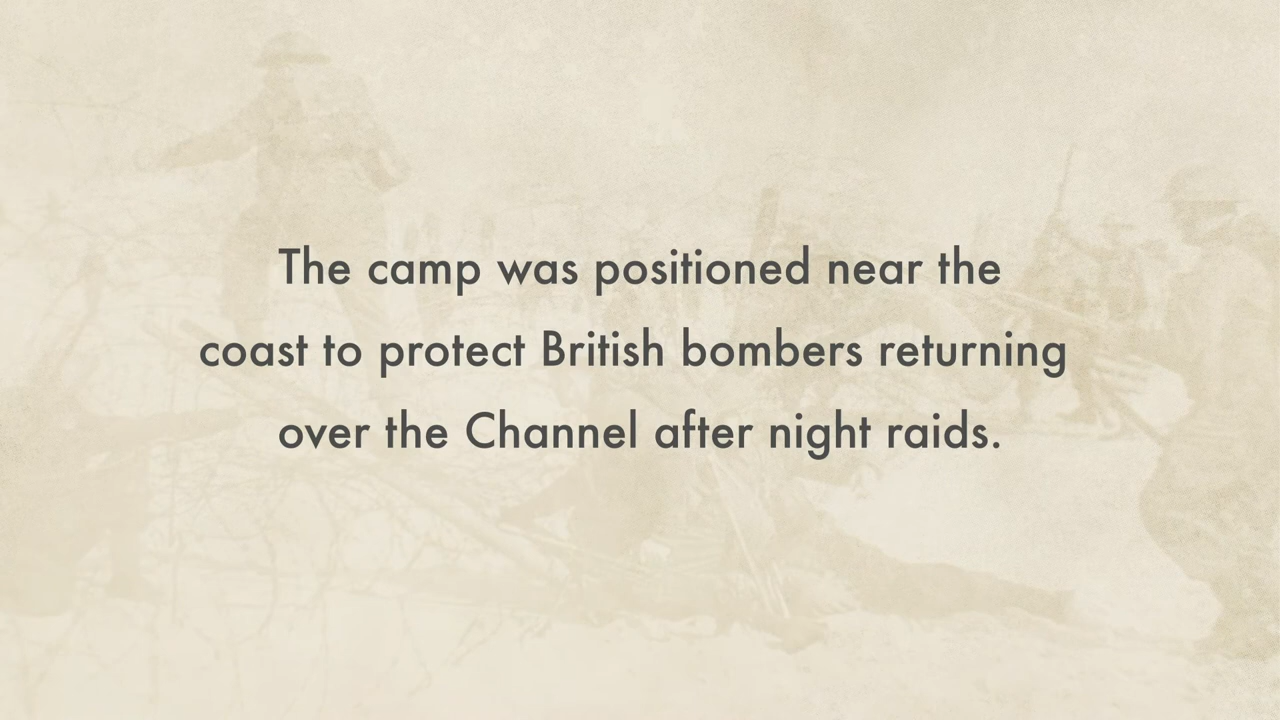 The camp was positioned near the
coast to protect British bombers returning
over the Channel after night raids.